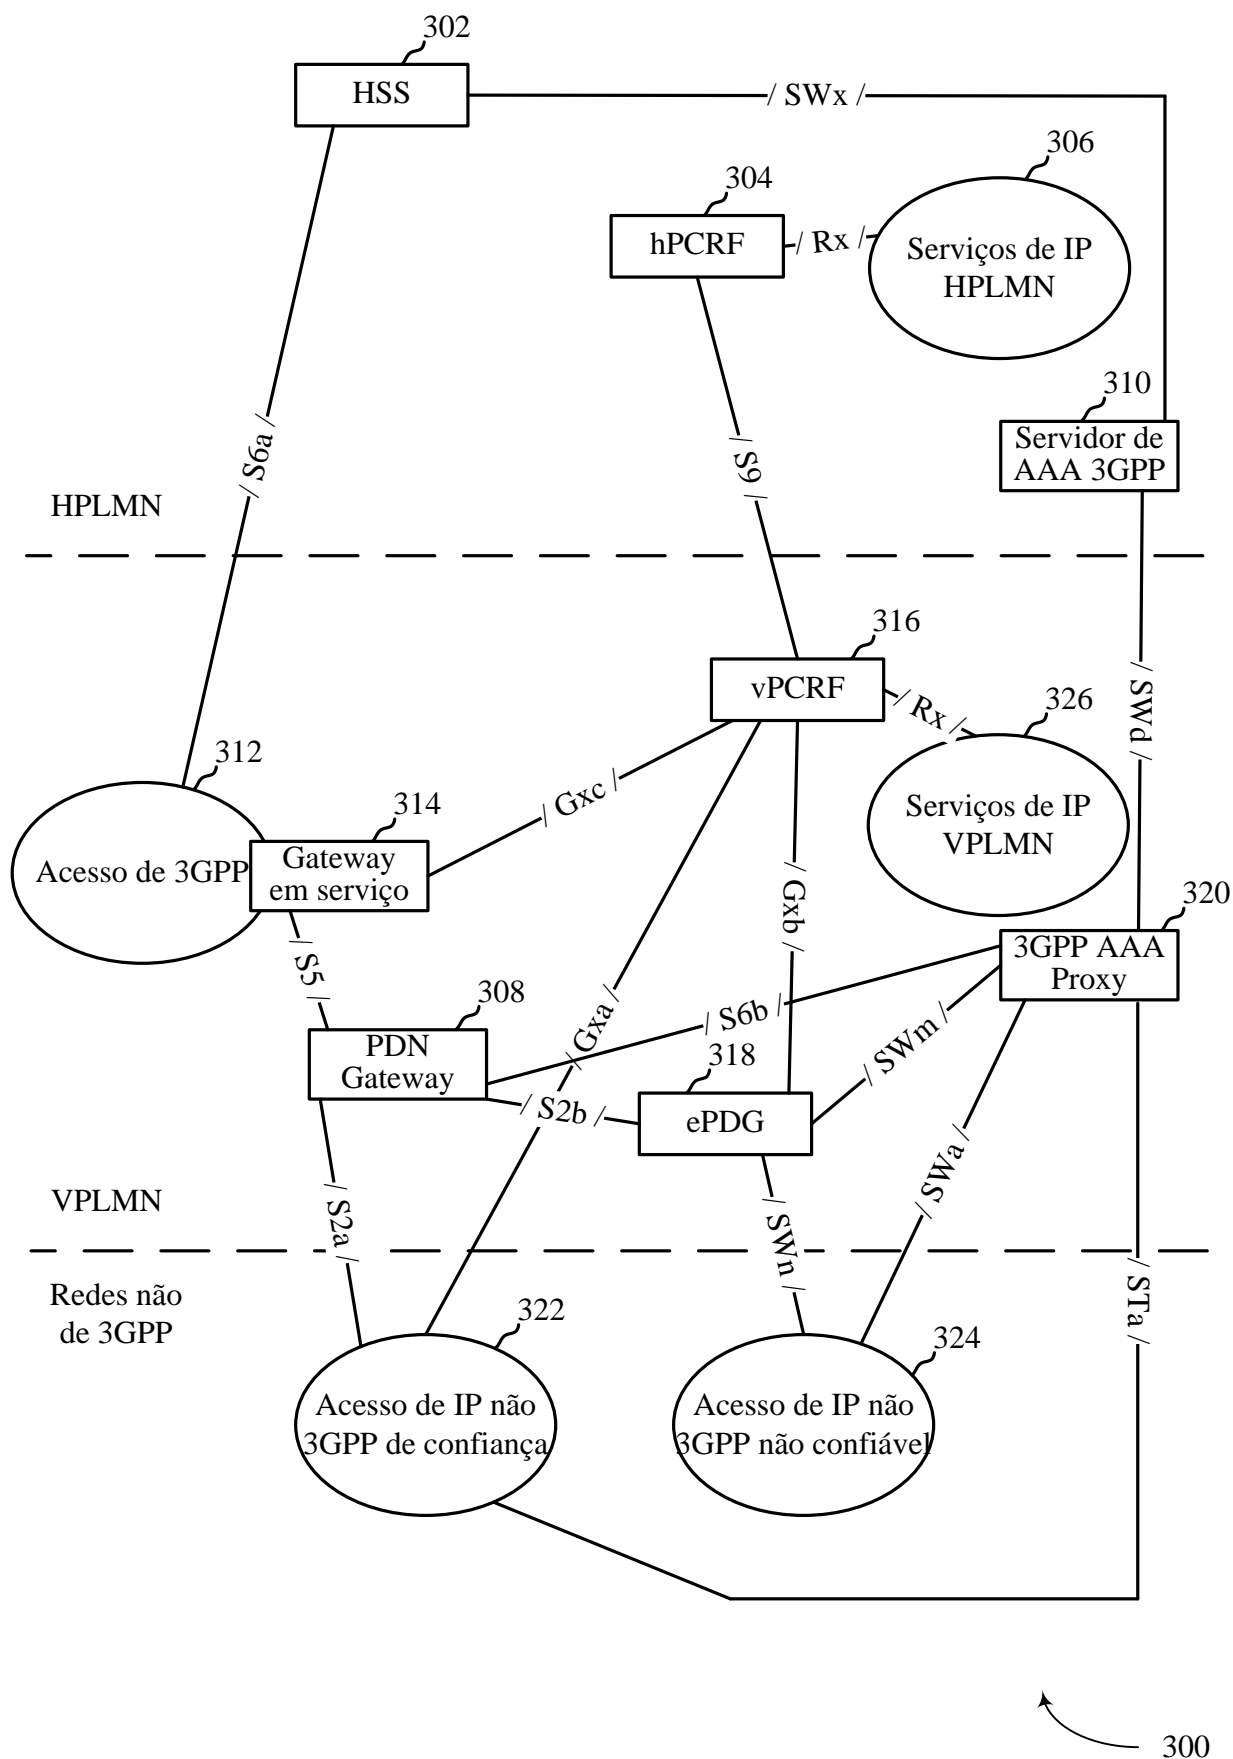 302
HSS
/ SWx /
306
304
hPCRF
/ Rx /
Serviços de IP
HPLMN
310
Servidor de
AAA 3GPP
/ S6a /
/ S9 /
HPLMN
316
vPCRF
/ Rx /
/ SWd /
326
312
314
/ Gxc /
Serviços de IP
VPLMN
Acesso de 3GPP
Gateway
em serviço
/ Gxb /
320
3GPP AAA
Proxy
/ S5 /
308
/ Gxa /
/ S6b /
/ SWm /
PDN
Gateway
318
/ S2b /
ePDG
/ SWa /
VPLMN
/ S2a /
/ SWn /
Redes não
de 3GPP
/ STa /
322
324
Acesso de IP não
3GPP de confiança
Acesso de IP não
3GPP não confiável
300